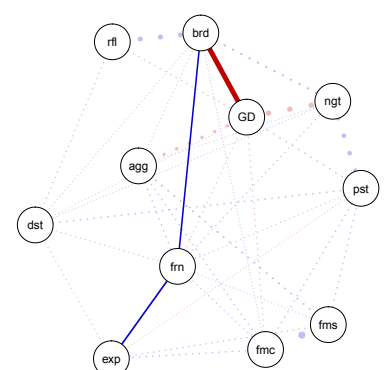 brd
rfl
ngt
GD
agg
pst
dst
frn
fms
fmc
exp